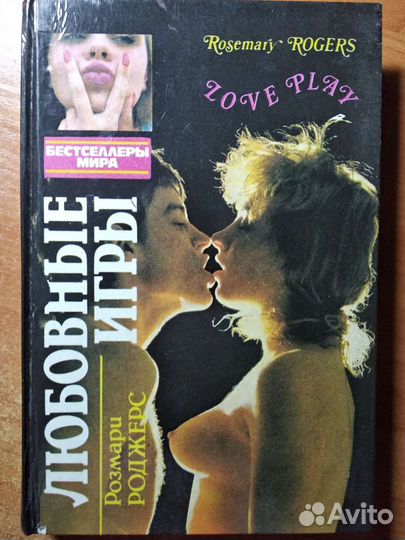 Rosemary ROGERS
LOVE PLAY
БЕСТСЕЛЛЕРЫ
МИРА
ЛЮБОВНЫЕ
ИГРЫ
Розмари
РОДЖЕРС
Avito